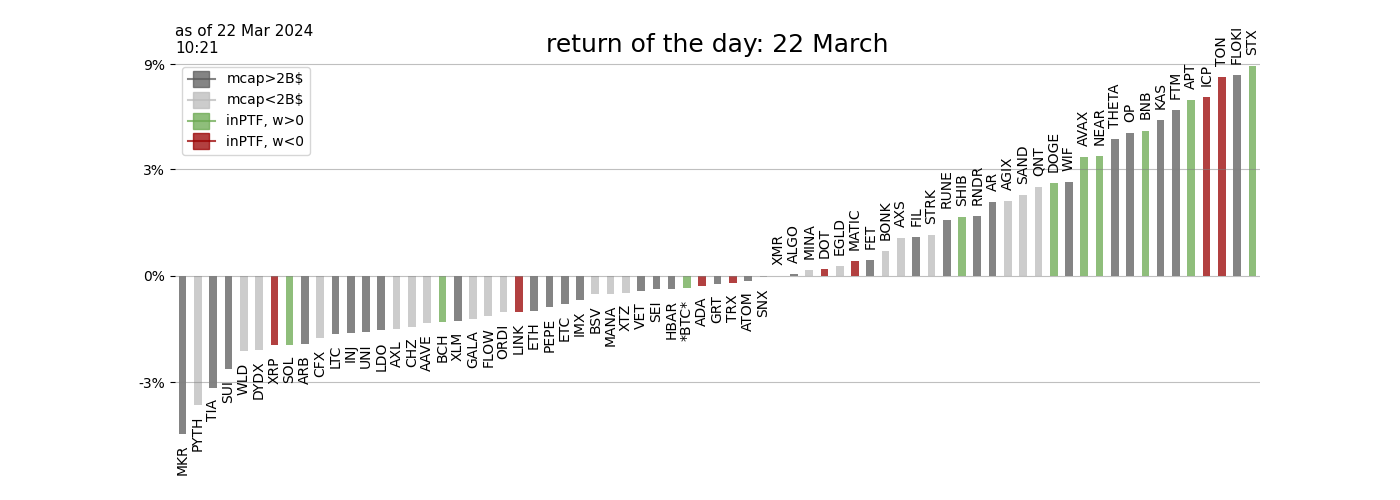 as of 22 Mar 2024
10:21
return of the day: 22 March
9%
3%
0%
-3%
mcap>2B$
mcap<2B$
inPTF, w>0
inPTF, w<0
MKR
PYTH
TIA
SUI
WLD
DYDX
XRP
SOL
ARB
CFX
LTC
INJ
UNI
LDO
AXL
CHZ
AAVE
BCH
XLM
GALA
FLOW
ORDI
LINK
ETH
PEPE
ETC
IMX
BSV
MANA
XTZ
VET
SEI
HBAR
*BTC*
ADA
GRT
TRX
ATOM
SNX
XMR
ALGO
MINA
DOT
EGLD
MATIC
FET
BONK
AXS
FIL
STRK
RUNE
SHIB
RNDR
AR
AGIX
SAND
QNT
DOGE
WIF
AVAX
NEAR
THETA
OP
BNB
KAS
FTM
APT
ICP
TON
FLOKI
STX